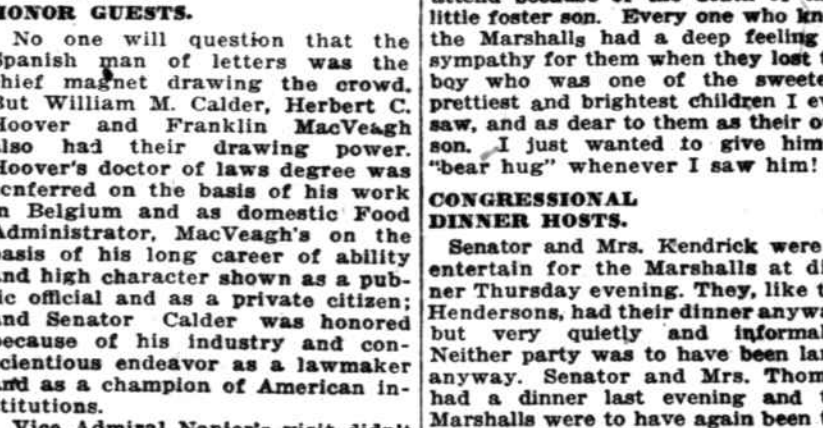 HONOR GUESTS.
No one will question that the
Spanish man of letters was the
chief magnet drawing the crowd.
But William M. Calder, Herbert C.
Hoover and Franklin MacVeagh
also had their drawing power.
Hoover's doctor of laws degree was
conferred on the basis of his work
in Belgium and as domestic Food
Administrator, MacVeagh's on the
basis of his long career of ability
and high character shown as a pub-
lic official and as a private citizen;
and Senator Calder was honored
because of his industry and con-
scientious endeavor as a lawmaker
and as a champion of American in-
stitutions.
Vice Admiral Napier's visit didn't
little foster son. Every one who kn
the Marshalls had a deep feeling
sympathy for them when they lost t
boy who was one of the sweete
prettiest and brightest children I ev
saw, and as dear to them as their o
son. I just wanted to give him
"bear hug" whenever I saw him!
CONGRESSIONAL
DINNER HOSTS.
Senator and Mrs. Kendrick were
entertain for the Marshalls at di
ner Thursday evening. They, like t
Hendersons, had their dinner anywa
but very quietly and informal
Neither party was to have been lar
anyway. Senator and Mrs. Thom
had a dinner last evening and t
Marshalls were to have again been t